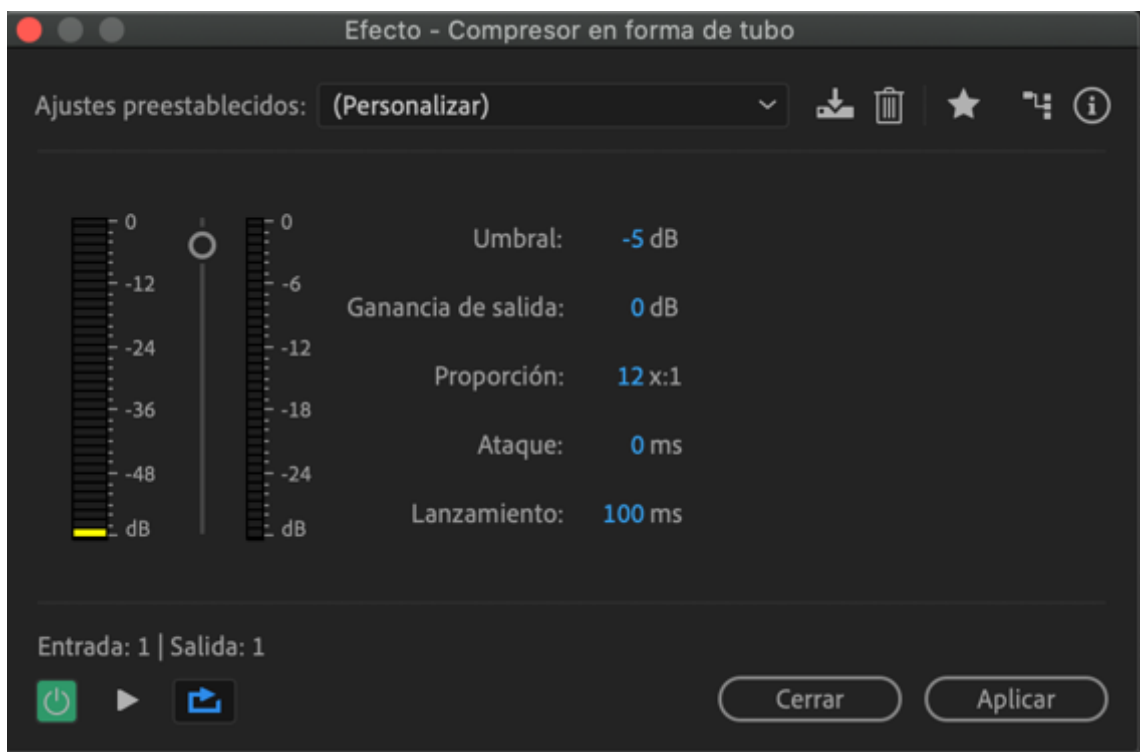 Efecto - Compresor en forma de tubo
Ajustes preestablecidos: (Personalizar)
0 0
-12 -6
-24 -12
-36 -18
-48 -24
dB dB
Umbral: -5 dB
Ganancia de salida: 0 dB
Proporción: 12 x:1
Ataque: 0 ms
Lanzamiento: 100 ms
Entrada: 1 | Salida: 1
Cerrar Aplicar